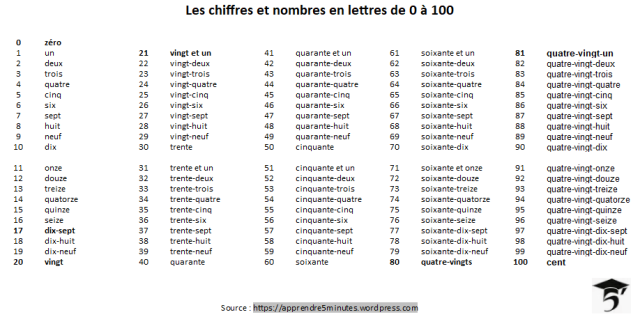 Les chiffres et nombres en lettres de 0 à 100
0 zéro
1 un 21 vingt et un 41 quarante et un 61 soixante et un 81 quatre-vingt-un
2 deux 22 vingt-deux 42 quarante-deux 62 soixante-deux 82 quatre-vingt-deux
3 trois 23 vingt-trois 43 quarante-trois 63 soixante-trois 83 quatre-vingt-trois
4 quatre 24 vingt-quatre 44 quarante-quatre 64 soixante-quatre 84 quatre-vingt-quatre
5 cinq 25 vingt-cinq 45 quarante-cinq 65 soixante-cinq 85 quatre-vingt-cinq
6 six 26 vingt-six 46 quarante-six 66 soixante-six 86 quatre-vingt-six
7 sept 27 vingt-sept 47 quarante-sept 67 soixante-sept 87 quatre-vingt-sept
8 huit 28 vingt-huit 48 quarante-huit 68 soixante-huit 88 quatre-vingt-huit
9 neuf 29 vingt-neuf 49 quarante-neuf 69 soixante-neuf 89 quatre-vingt-neuf
10 dix 30 trente 50 cinquante 70 soixante-dix 90 quatre-vingt-dix
11 onze 31 trente et un 51 cinquante et un 71 soixante et onze 91 quatre-vingt-onze
12 douze 32 trente-deux 52 cinquante-deux 72 soixante-douze 92 quatre-vingt-douze
13 treize 33 trente-trois 53 cinquante-trois 73 soixante-treize 93 quatre-vingt-treize
14 quatorze 34 trente-quatre 54 cinquante-quatre 74 soixante-quatorze 94 quatre-vingt-quatorze
15 quinze 35 trente-cinq 55 cinquante-cinq 75 soixante-quinze 95 quatre-vingt-quinze
16 seize 36 trente-six 56 cinquante-six 76 soixante-seize 96 quatre-vingt-seize
17 dix-sept 37 trente-sept 57 cinquante-sept 77 soixante-dix-sept 97 quatre-vingt-dix-sept
18 dix-huit 38 trente-huit 58 cinquante-huit 78 soixante-dix-huit 98 quatre-vingt-dix-huit
19 dix-neuf 39 trente-neuf 59 cinquante-neuf 79 soixante-dix-neuf 99 quatre-vingt-dix-neuf
20 vingt 40 quarante 60 soixante 80 quatre-vingts 100 cent
5'
Source : https://apprendre5minutes.wordpress.com